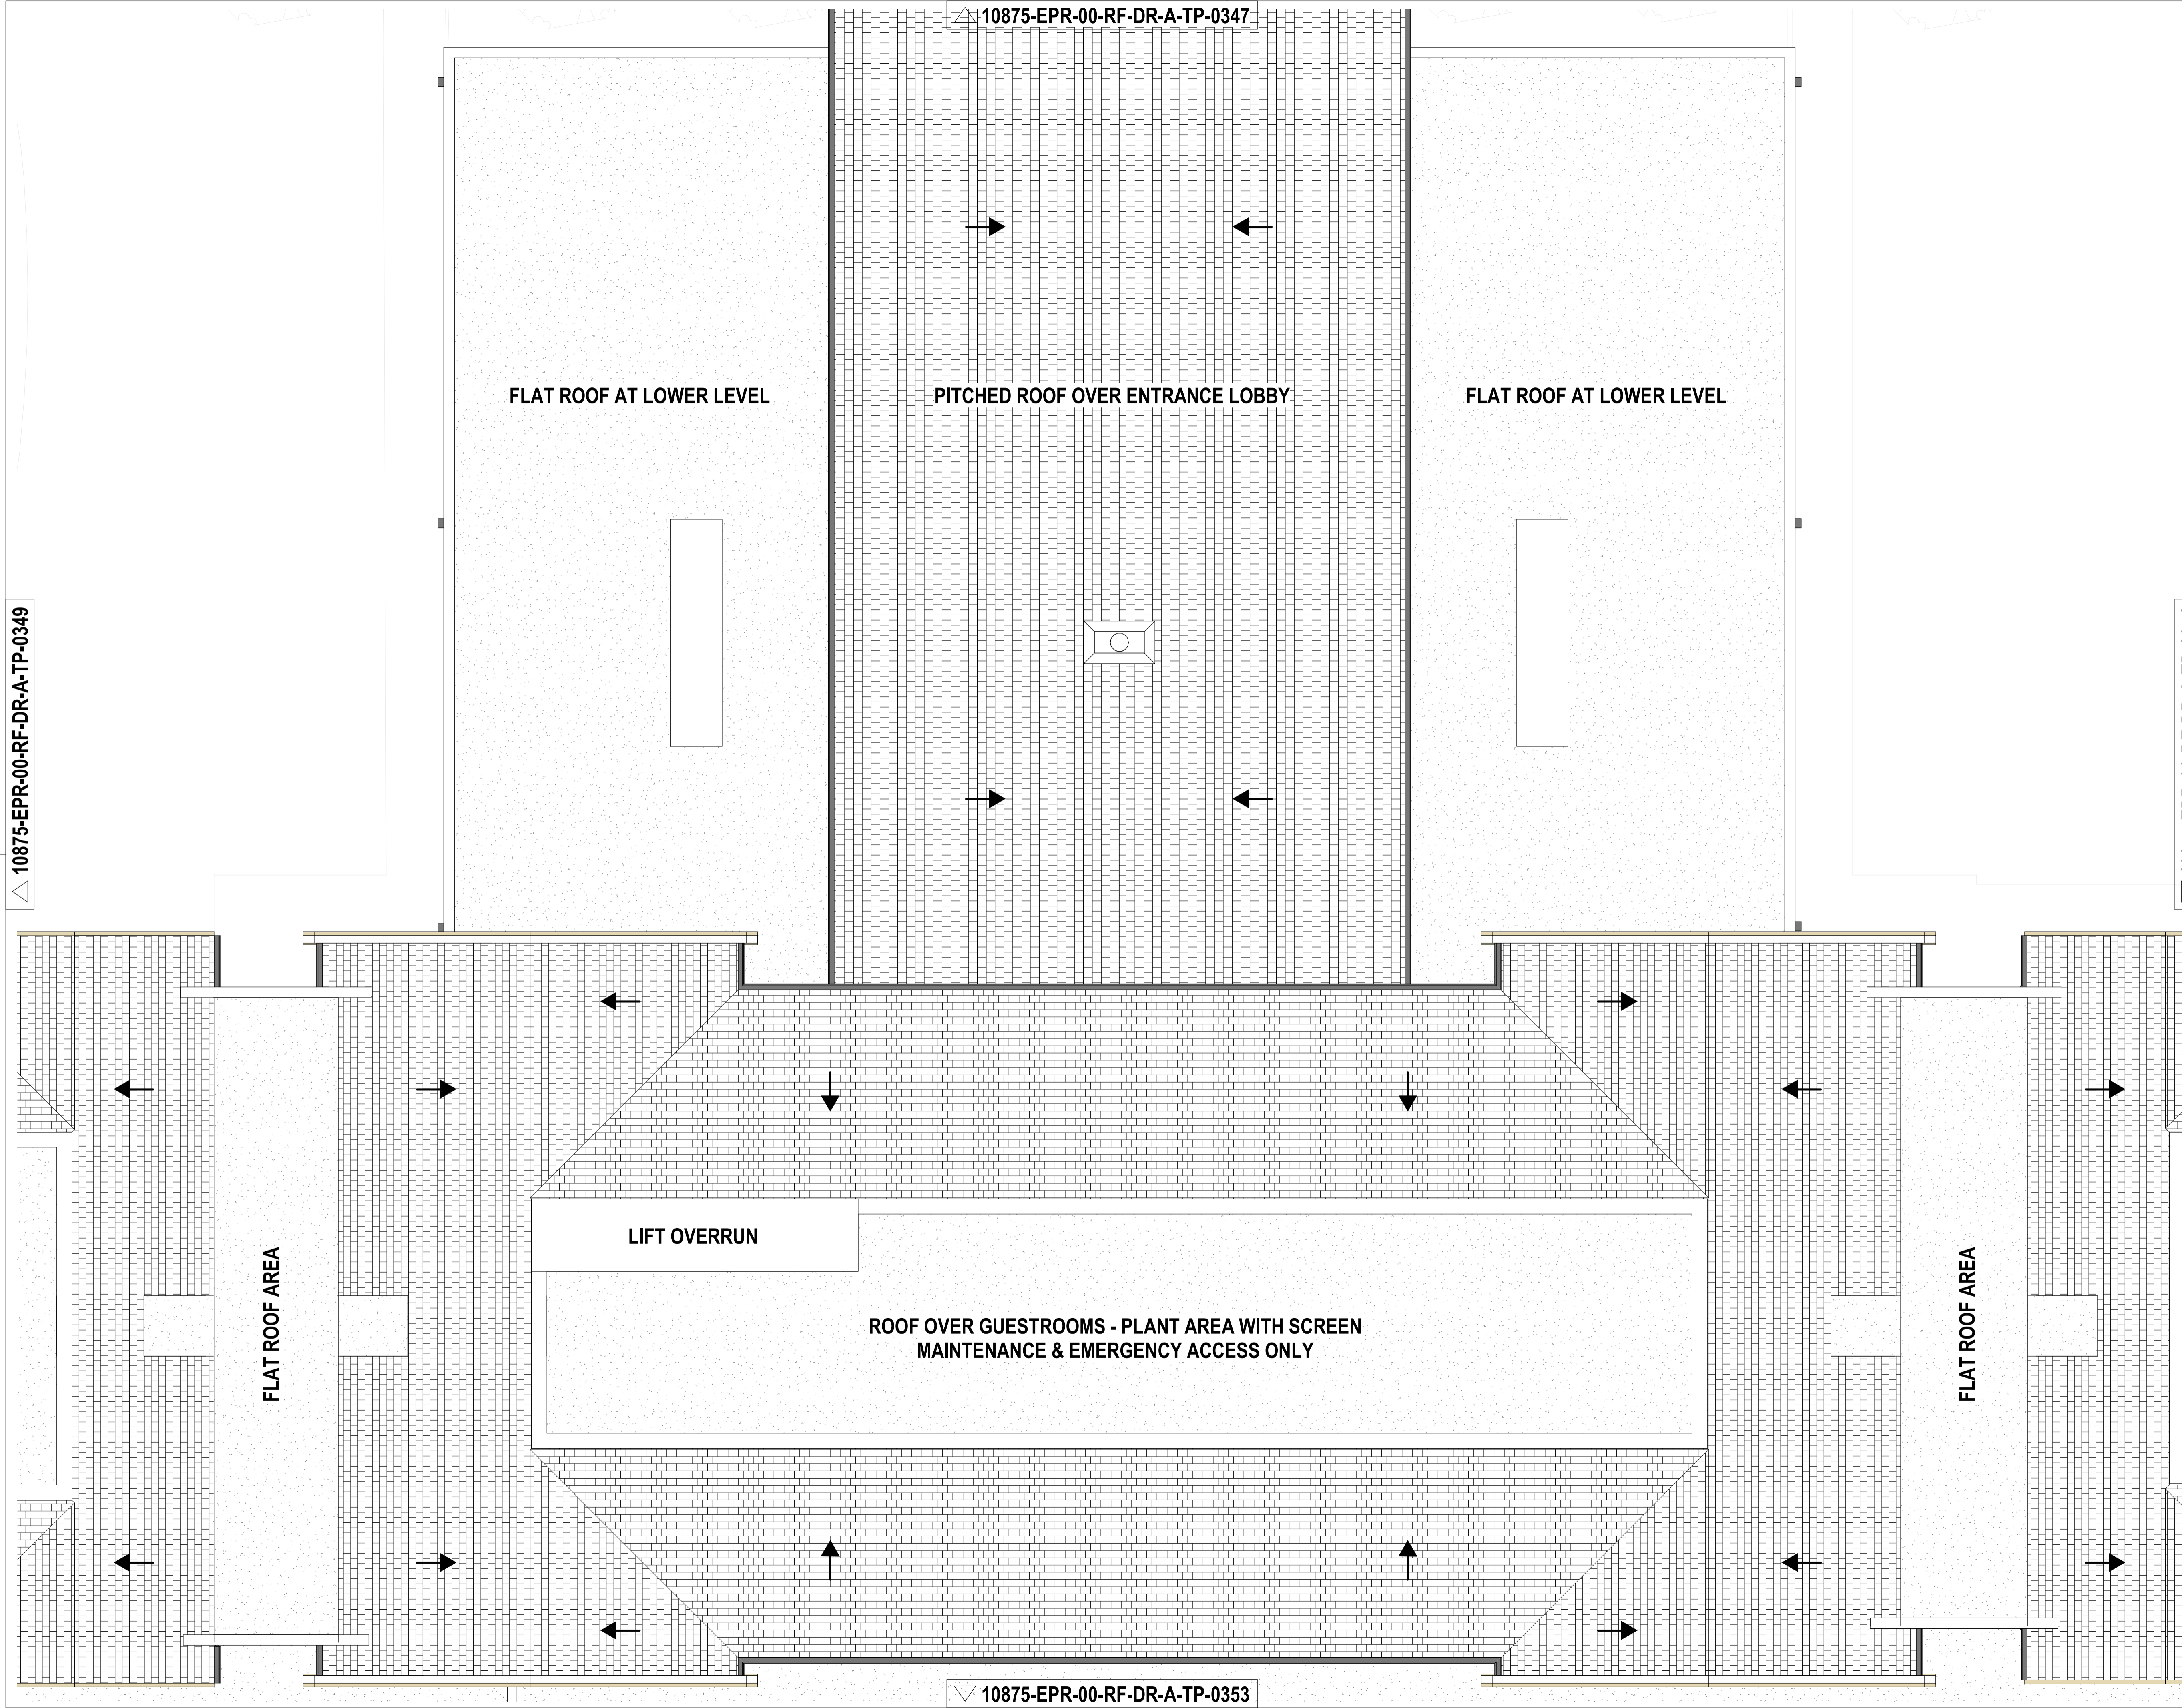 10875-EPR-00-RF-DR-A-TP-0347
FLAT ROOF AT LOWER LEVEL
PITCHED ROOF OVER ENTRANCE LOBBY
FLAT ROOF AT LOWER LEVEL
10875-EPR-00-RF-DR-A-TP-0349
LIFT OVERRUN
FLAT ROOF AREA
ROOF OVER GUESTROOMS - PLANT AREA WITH SCREEN
MAINTENANCE & EMERGENCY ACCESS ONLY
FLAT ROOF AREA
10875-EPR-00-RF-DR-A-TP-0353